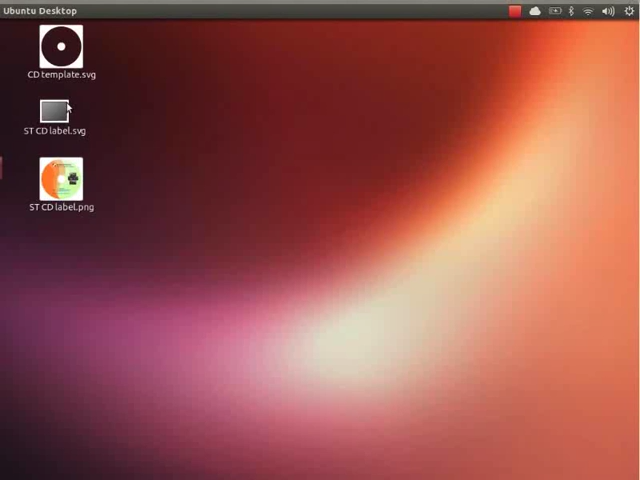 Ubuntu Desktop
CD template.svg
ST CD label.svg
ST CD label.png